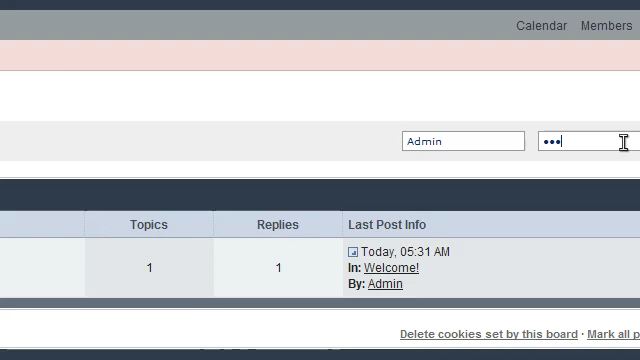 Calendar Members
Admin •••
Topics Replies Last Post Info
Today, 05:31 AM
1 1 In: Welcome!
By: Admin
Delete cookies set by this board · Mark all p